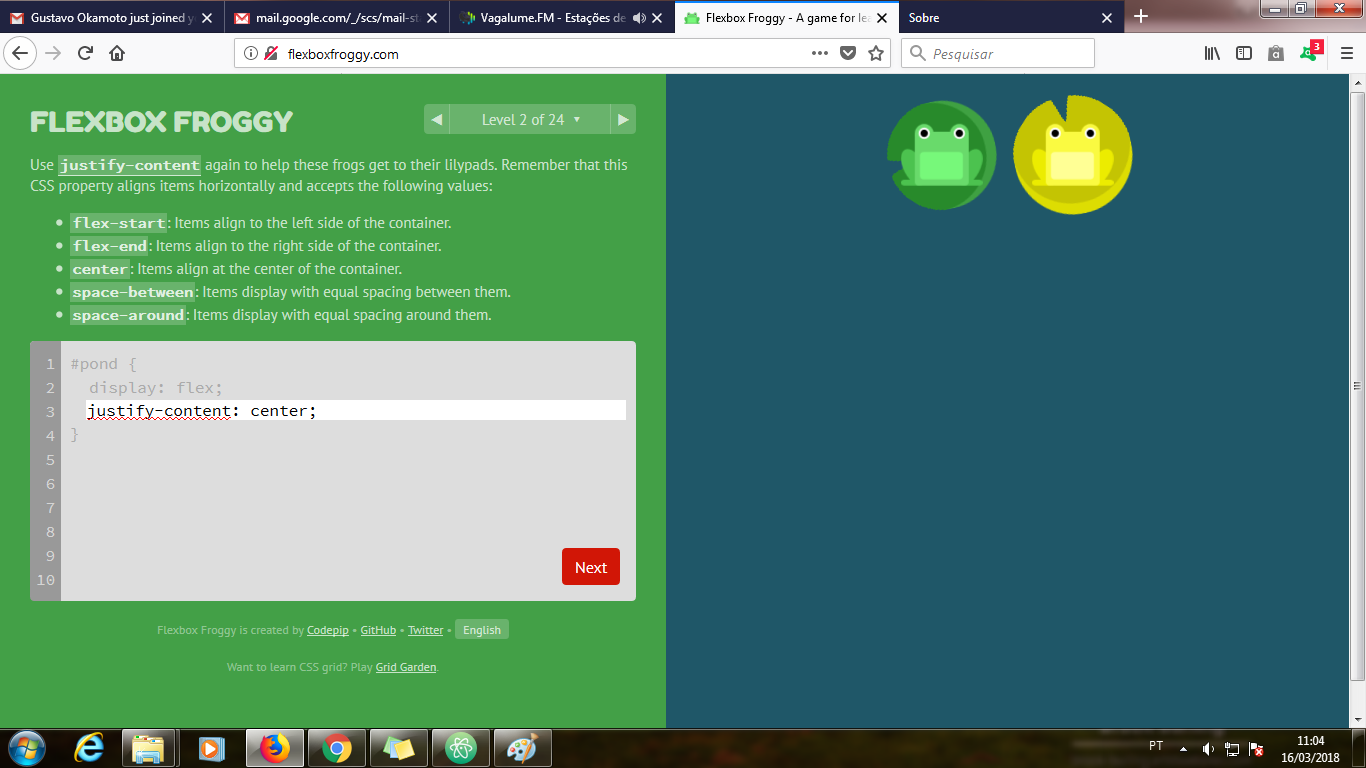 Gustavo Okamoto just joined y
mail.google.com/_/scs/mail-st
Vagalume.FM - Estações de
Flexbox Froggy - A game for lea
Sobre
flexboxfroggy.com
Pesquisar
3
FLEXBOX FROGGY
Level 2 of 24
Use justify-content again to help these frogs get to their lilypads. Remember that this
CSS property aligns items horizontally and accepts the following values:
• flex-start: Items align to the left side of the container.
• flex-end: Items align to the right side of the container.
• center: Items align at the center of the container.
• space-between: Items display with equal spacing between them.
• space-around: Items display with equal spacing around them.
1 #pond {
2 display: flex;
3 justify-content: center;
4 }
5
6
7
8
9
10
Next
Flexbox Froggy is created by Codepip • GitHub • Twitter • English
Want to learn CSS grid? Play Grid Garden.
PT
11:04
16/03/2018